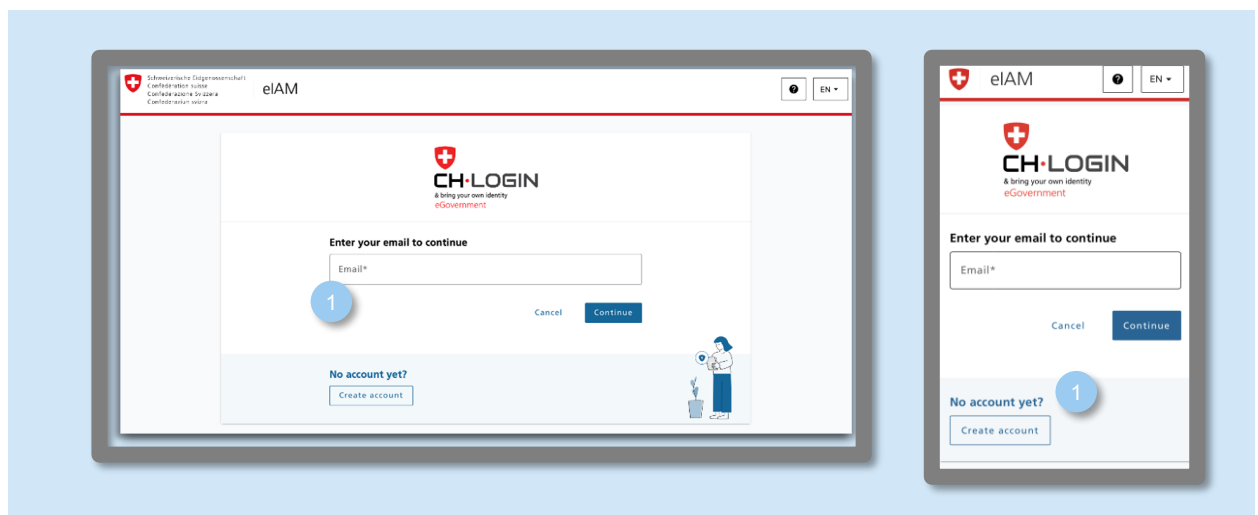 Schweizerische Eidgenossenschaft
Confédération suisse
Confederazione Svizzera
Confederaziun svizra
eIAM
EN
CH·LOGIN
& bring your own identity
eGovernment
Enter your email to continue
Email*
1
Cancel
Continue
No account yet?
Create account
eIAM
EN
CH·LOGIN
& bring your own identity
eGovernment
Enter your email to continue
Email*
Cancel
Continue
1
No account yet?
Create account